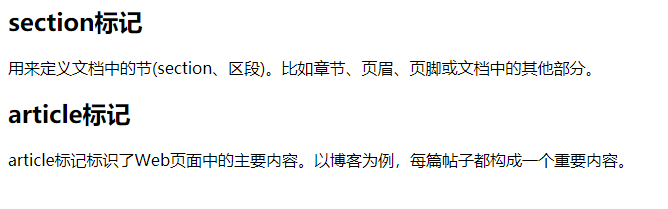 section标记
用来定义文档中的节(section、区段)。比如章节、页眉、页脚或文档中的其他部分。
article标记
article标记标识了Web页面中的主要内容。以博客为例，每篇帖子都构成一个重要内容。